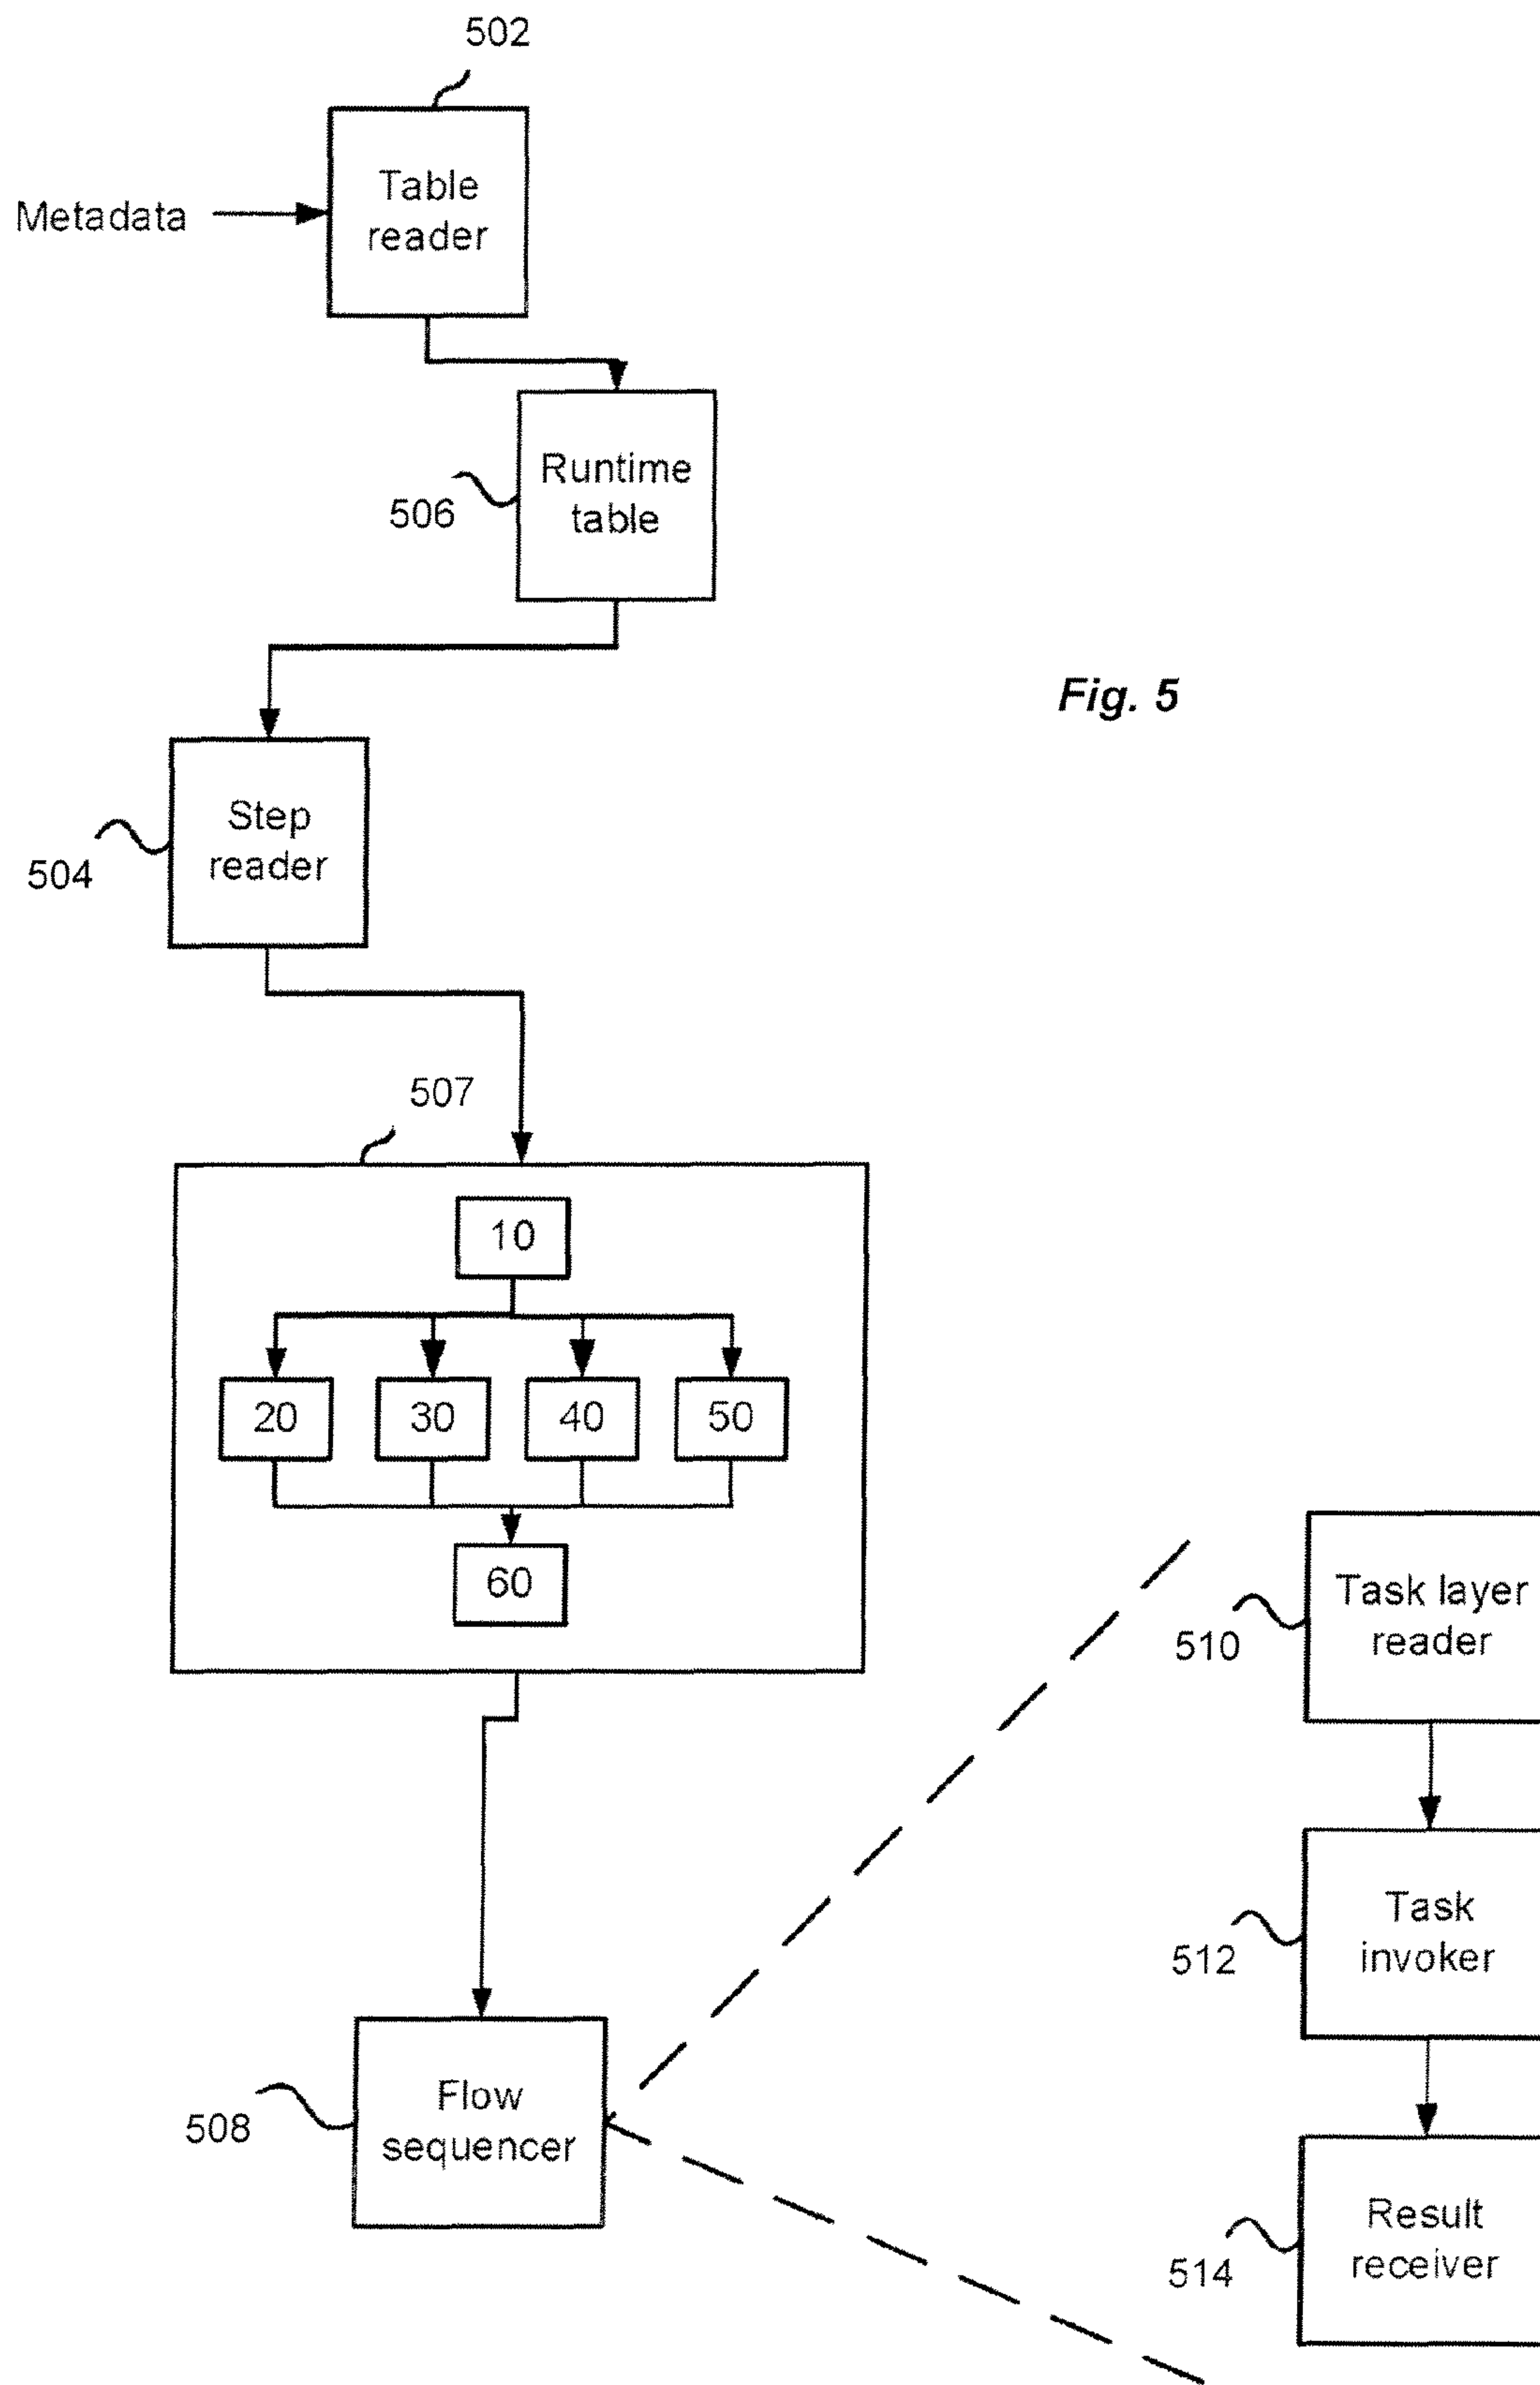 502
Table
reader
Metadata
Runtime
table
506
Fig. 5
Step
reader
504
507
10
20 30 40 50
60
Task layer
reader
510
Task
invoker
512
Flow
sequencer
508
Result
receiver
514